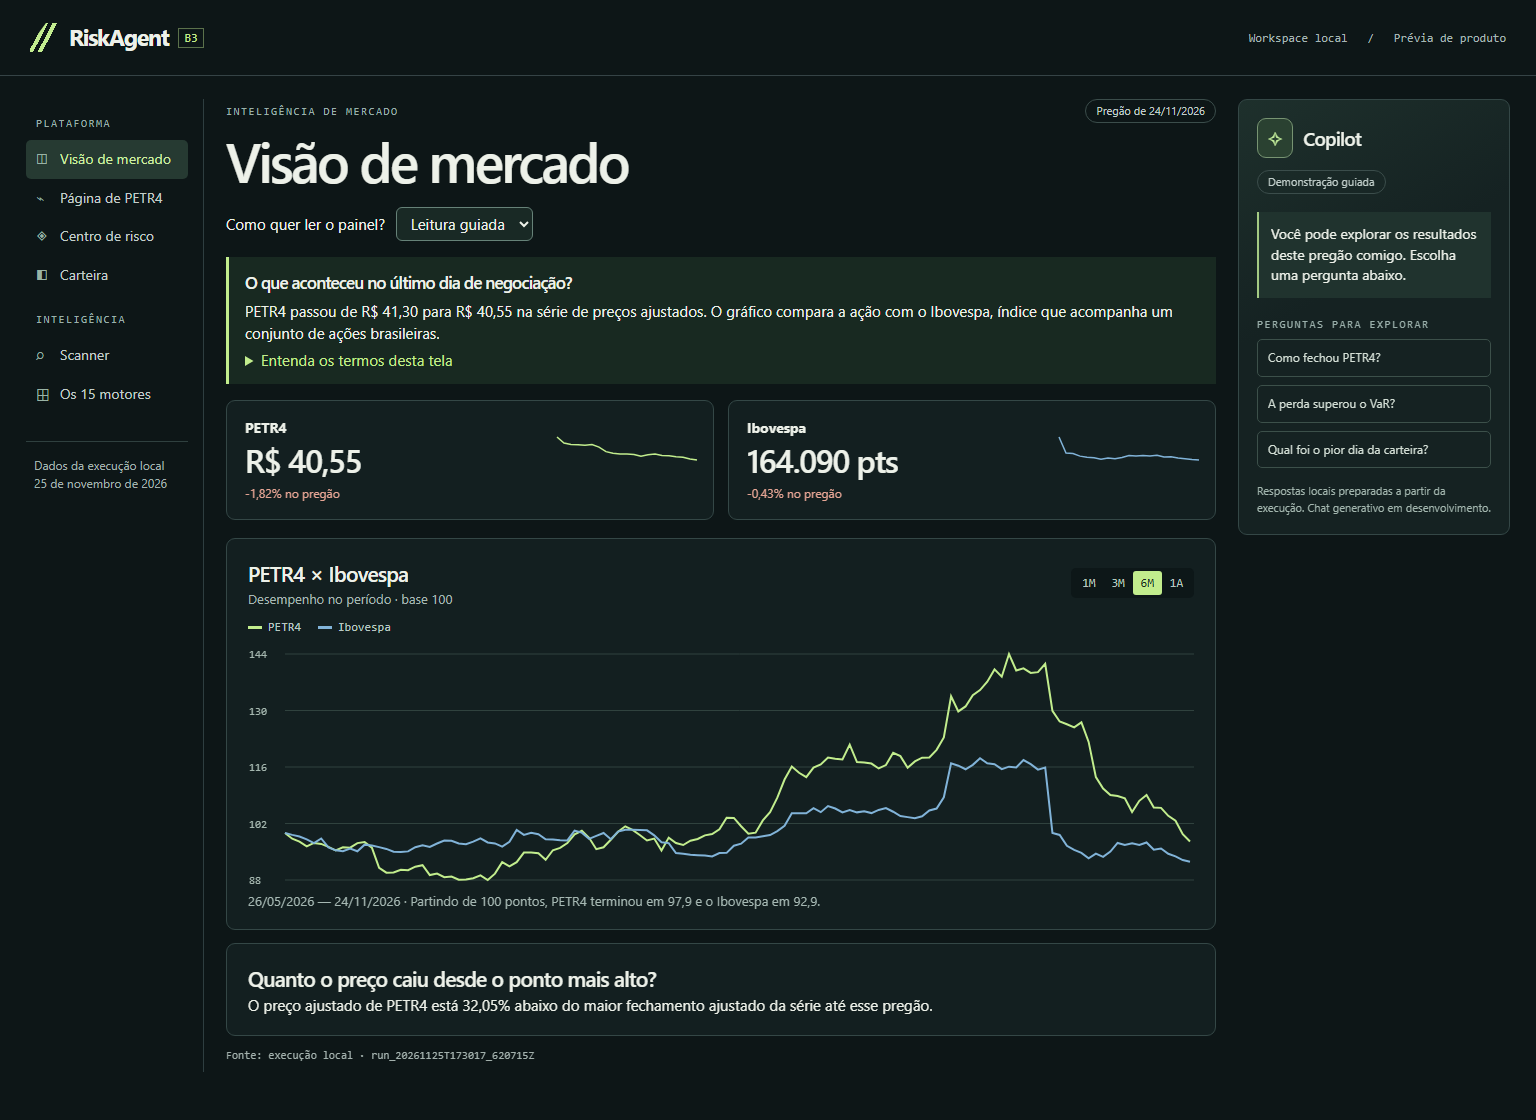 RiskAgent B3
Workspace local / Prévia de produto
PLATAFORMA
Visão de mercado
Página de PETR4
Centro de risco
Carteira
INTELIGÊNCIA
Scanner
Os 15 motores
Dados da execução local
25 de novembro de 2026
INTELIGÊNCIA DE MERCADO
Pregão de 24/11/2026
Visão de mercado
Como quer ler o painel? Leitura guiada
O que aconteceu no último dia de negociação?
PETR4 passou de R$ 41,30 para R$ 40,55 na série de preços ajustados. O gráfico compara a ação com o Ibovespa, índice que acompanha um
conjunto de ações brasileiras.
Entenda os termos desta tela
PETR4
R$ 40,55
-1,82% no pregão
Ibovespa
164.090 pts
-0,43% no pregão
PETR4 × Ibovespa
Desempenho no período · base 100
1M 3M 6M 1A
PETR4 Ibovespa
144
130
116
102
88
26/05/2026 — 24/11/2026 · Partindo de 100 pontos, PETR4 terminou em 97,9 e o Ibovespa em 92,9.
Quanto o preço caiu desde o ponto mais alto?
O preço ajustado de PETR4 está 32,05% abaixo do maior fechamento ajustado da série até esse pregão.
Fonte: execução local · run_20261125T173017_620715Z
Copilot
Demonstração guiada
Você pode explorar os resultados
deste pregão comigo. Escolha
uma pergunta abaixo.
PERGUNTAS PARA EXPLORAR
Como fechou PETR4?
A perda superou o VaR?
Qual foi o pior dia da carteira?
Respostas locais preparadas a partir da
execução. Chat generativo em desenvolvimento.